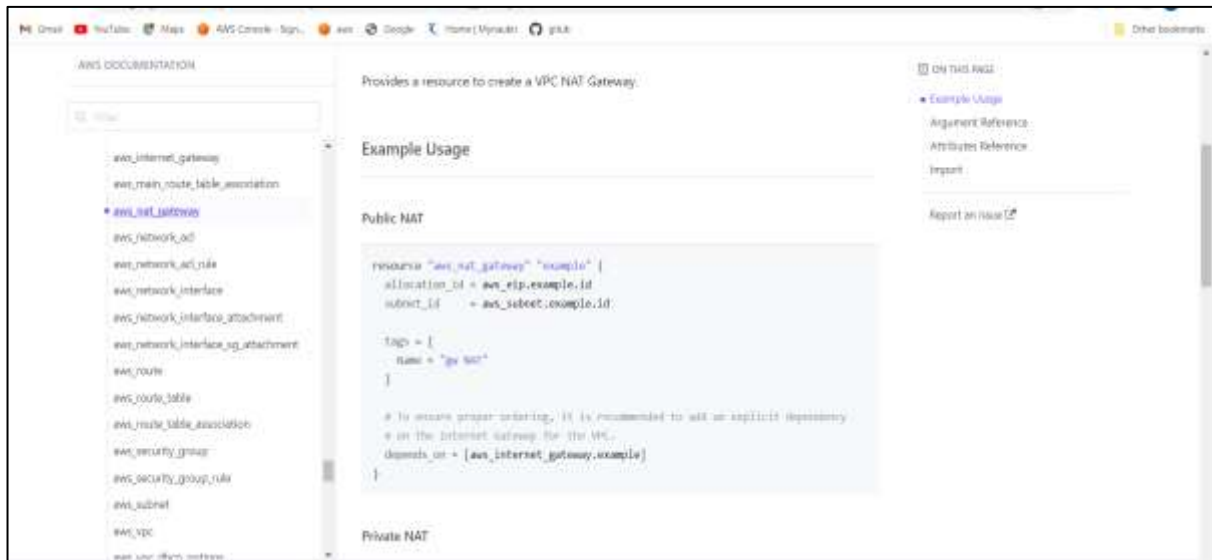 Gmail YouTube Maps AWS Console - Sign... aws Google Home | Mynaukri gitlab Other bookmarks
AWS DOCUMENTATION
Filter
aws_internet_gateway
aws_main_route_table_association
aws_nat_gateway
aws_network_acl
aws_network_acl_rule
aws_network_interface
aws_network_interface_attachment
aws_network_interface_sg_attachment
aws_route
aws_route_table
aws_route_table_association
aws_security_group
aws_security_group_rule
aws_subnet
aws_vpc
aws_vpc_dhcp_options
Provides a resource to create a VPC NAT Gateway.
Example Usage
Public NAT
resource "aws_nat_gateway" "example" {
allocation_id = aws_eip.example.id
subnet_id = aws_subnet.example.id
tags = {
Name = "gw NAT"
}
# To ensure proper ordering, it is recommended to add an explicit dependency
# on the Internet Gateway for the VPC.
depends_on = [aws_internet_gateway.example]
}
Private NAT
ON THIS PAGE
Example Usage
Argument Reference
Attributes Reference
Import
Report an issue